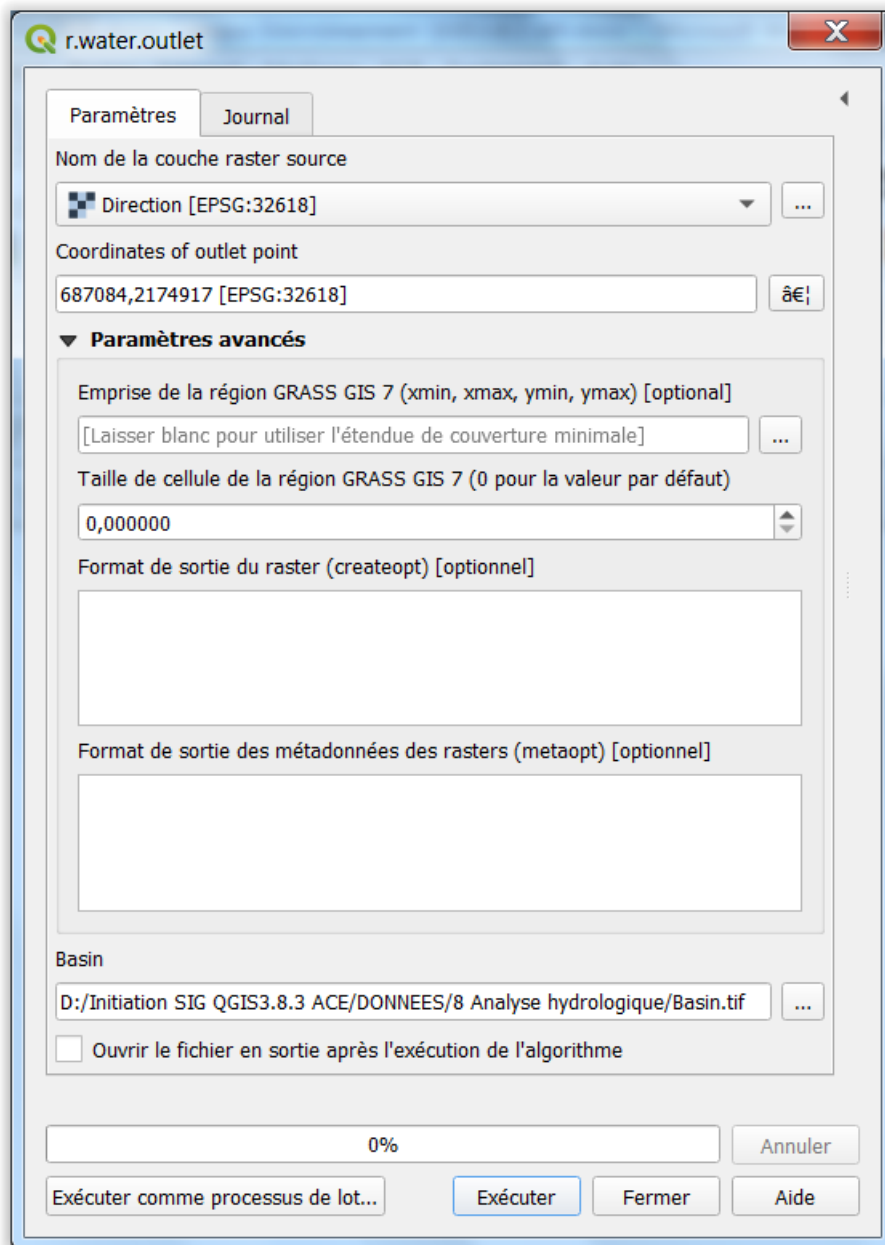 r.water.outlet
Paramètres
Journal
Nom de la couche raster source
Direction [EPSG:32618]
...
Coordinates of outlet point
687084,2174917 [EPSG:32618]
â€¦
Paramètres avancés
Emprise de la région GRASS GIS 7 (xmin, xmax, ymin, ymax) [optional]
[Laisser blanc pour utiliser l'étendue de couverture minimale]
...
Taille de cellule de la région GRASS GIS 7 (0 pour la valeur par défaut)
0,000000
Format de sortie du raster (createopt) [optionnel]
Format de sortie des métadonnées des rasters (metaopt) [optionnel]
Basin
D:/Initiation SIG QGIS3.8.3 ACE/DONNEES/8 Analyse hydrologique/Basin.tif
...
Ouvrir le fichier en sortie après l'exécution de l'algorithme
0%
Annuler
Exécuter comme processus de lot...
Exécuter
Fermer
Aide